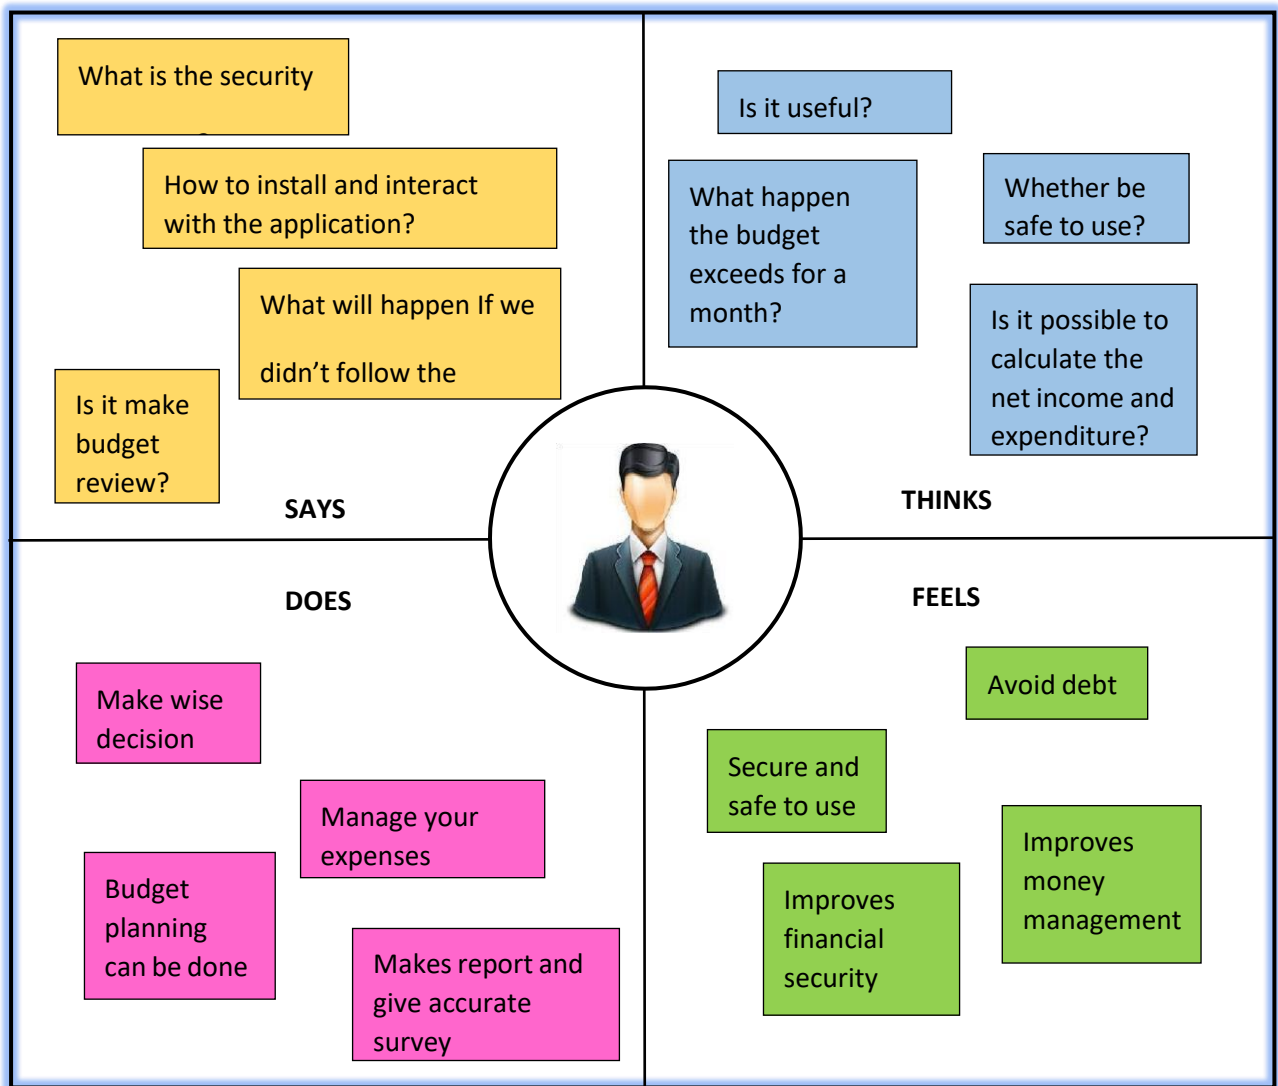 What is the security
How to install and interact
with the application?
What will happen If we
didn’t follow the
Is it make
budget
review?
SAYS
Is it useful?
What happen
the budget
exceeds for a
month?
Whether be
safe to use?
Is it possible to
calculate the
net income and
expenditure?
THINKS
DOES
Make wise
decision
Manage your
expenses
Budget
planning
can be done
Makes report and
give accurate
survey
FEELS
Avoid debt
Secure and
safe to use
Improves
money
management
Improves
financial
security